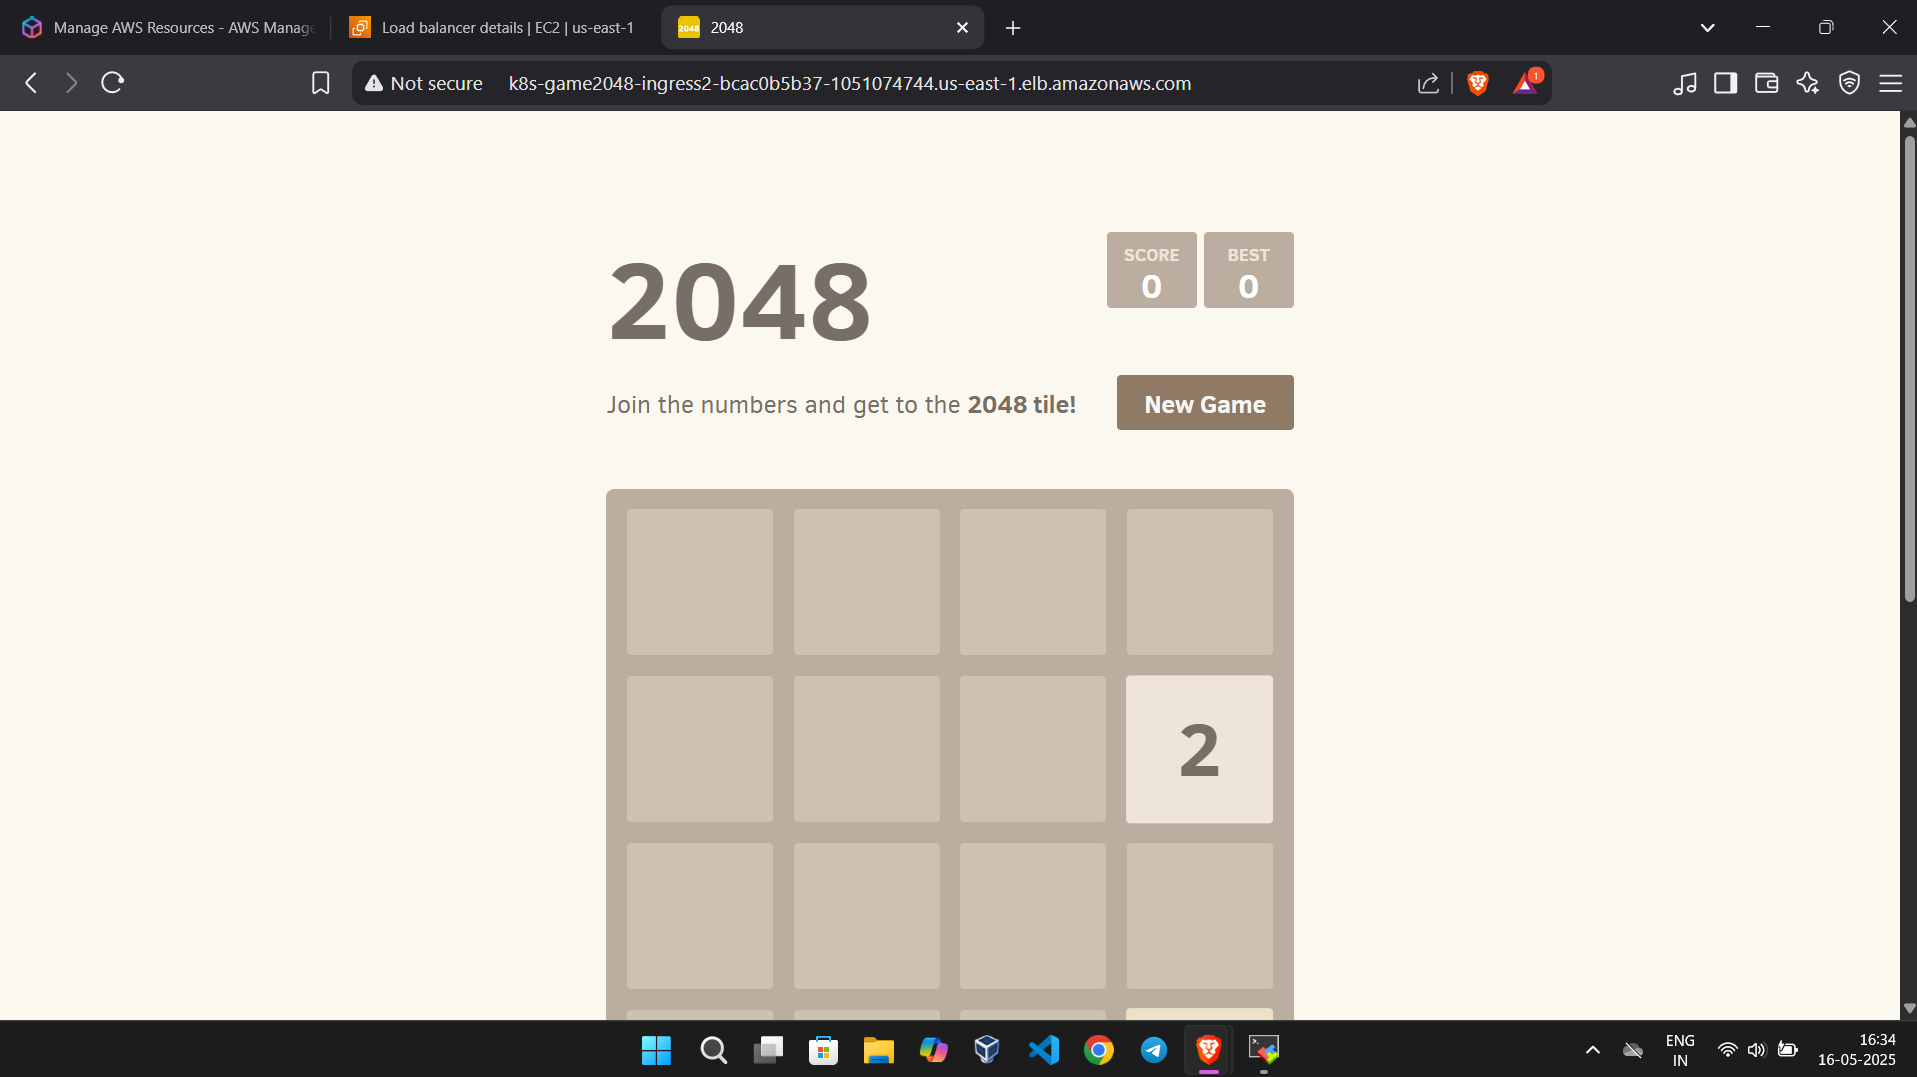 Manage AWS Resources - AWS Manage
Load balancer details | EC2 | us-east-1
2048
2048
Not secure
k8s-game2048-ingress2-bcac0b5b37-1051074744.us-east-1.elb.amazonaws.com
1
SCORE
0
BEST
0
2048
Join the numbers and get to the 2048 tile!
New Game
2
ENG
IN
16:34
16-05-2025